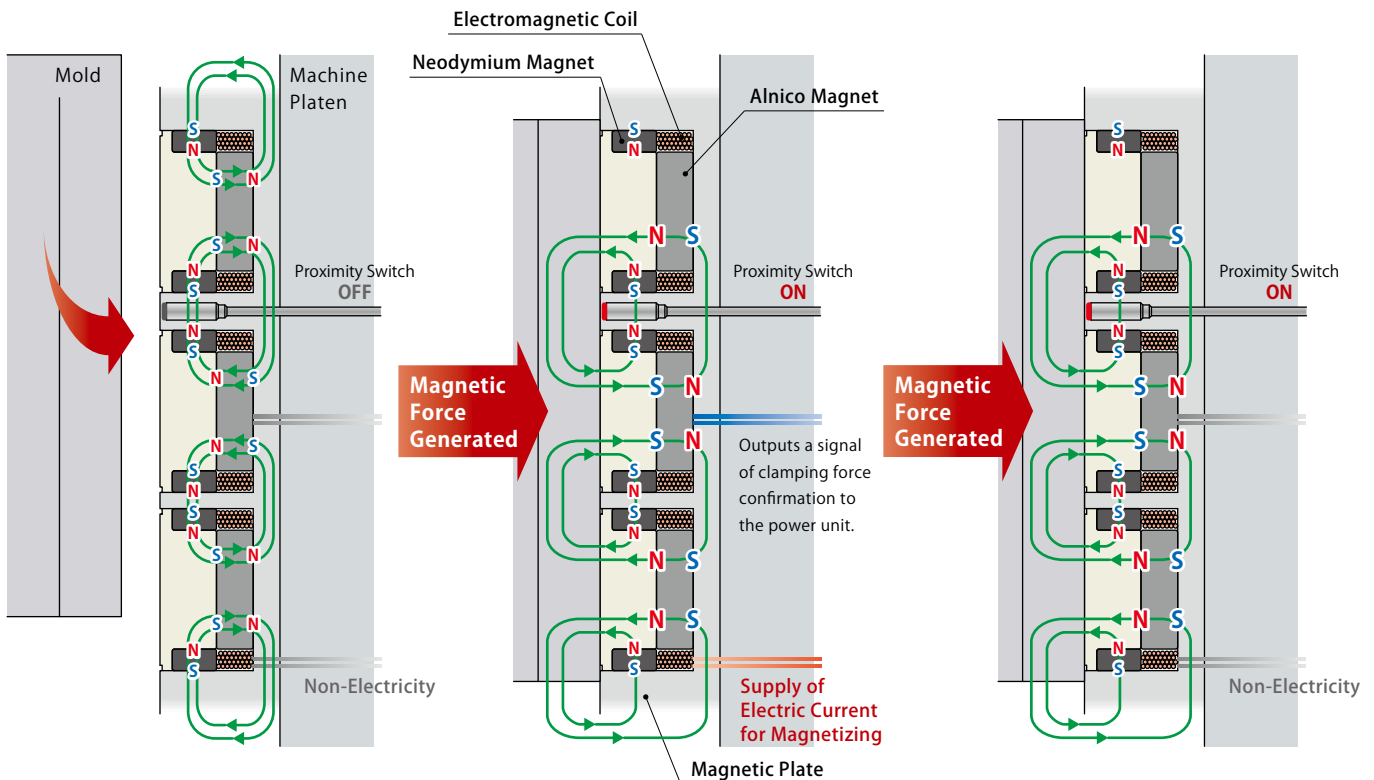 Electromagnetic Coil
Neodymium Magnet
Alnico Magnet
Mold
Machine
Platen
S
N
S
N
S
N
N
S
N
S
N
S
Proximity Switch
OFF
N
S
S
N
N
S
S
N
S
N
N
S
Non-Electricity
Magnetic
Force
Generated
S
N
N
S
N
S
Proximity Switch
ON
N
S
S
N
S
N
Outputs a signal
of clamping force
confirmation to
the power unit.
S
N
S
N
N
S
N
S
N
S
Supply of
Electric Current
for Magnetizing
Magnetic Plate
Magnetic
Force
Generated
S
N
N
S
N
S
Proximity Switch
ON
N
S
S
N
S
N
S
N
S
N
N
S
N
S
N
S
Non-Electricity